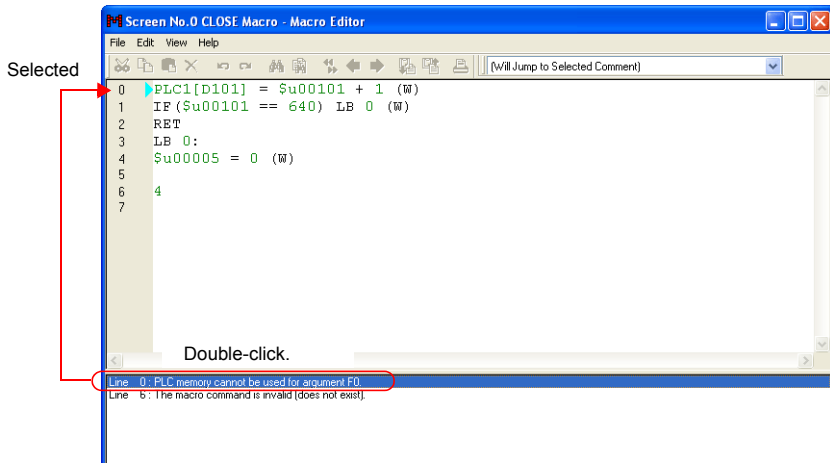 Screen No.0 CLOSE Macro - Macro Editor
File Edit View Help
(Will Jump to Selected Comment)
Selected
0 PLC1[D101] = $u00101 + 1 (W)
1 IF($u00101 == 640) LB 0 (W)
2 RET
3 LB 0:
4 $u00005 = 0 (W)
5
6 4
7
Double-click.
Line 0 : PLC memory cannot be used for argument F0.
Line 6 : The macro command is invalid (does not exist).